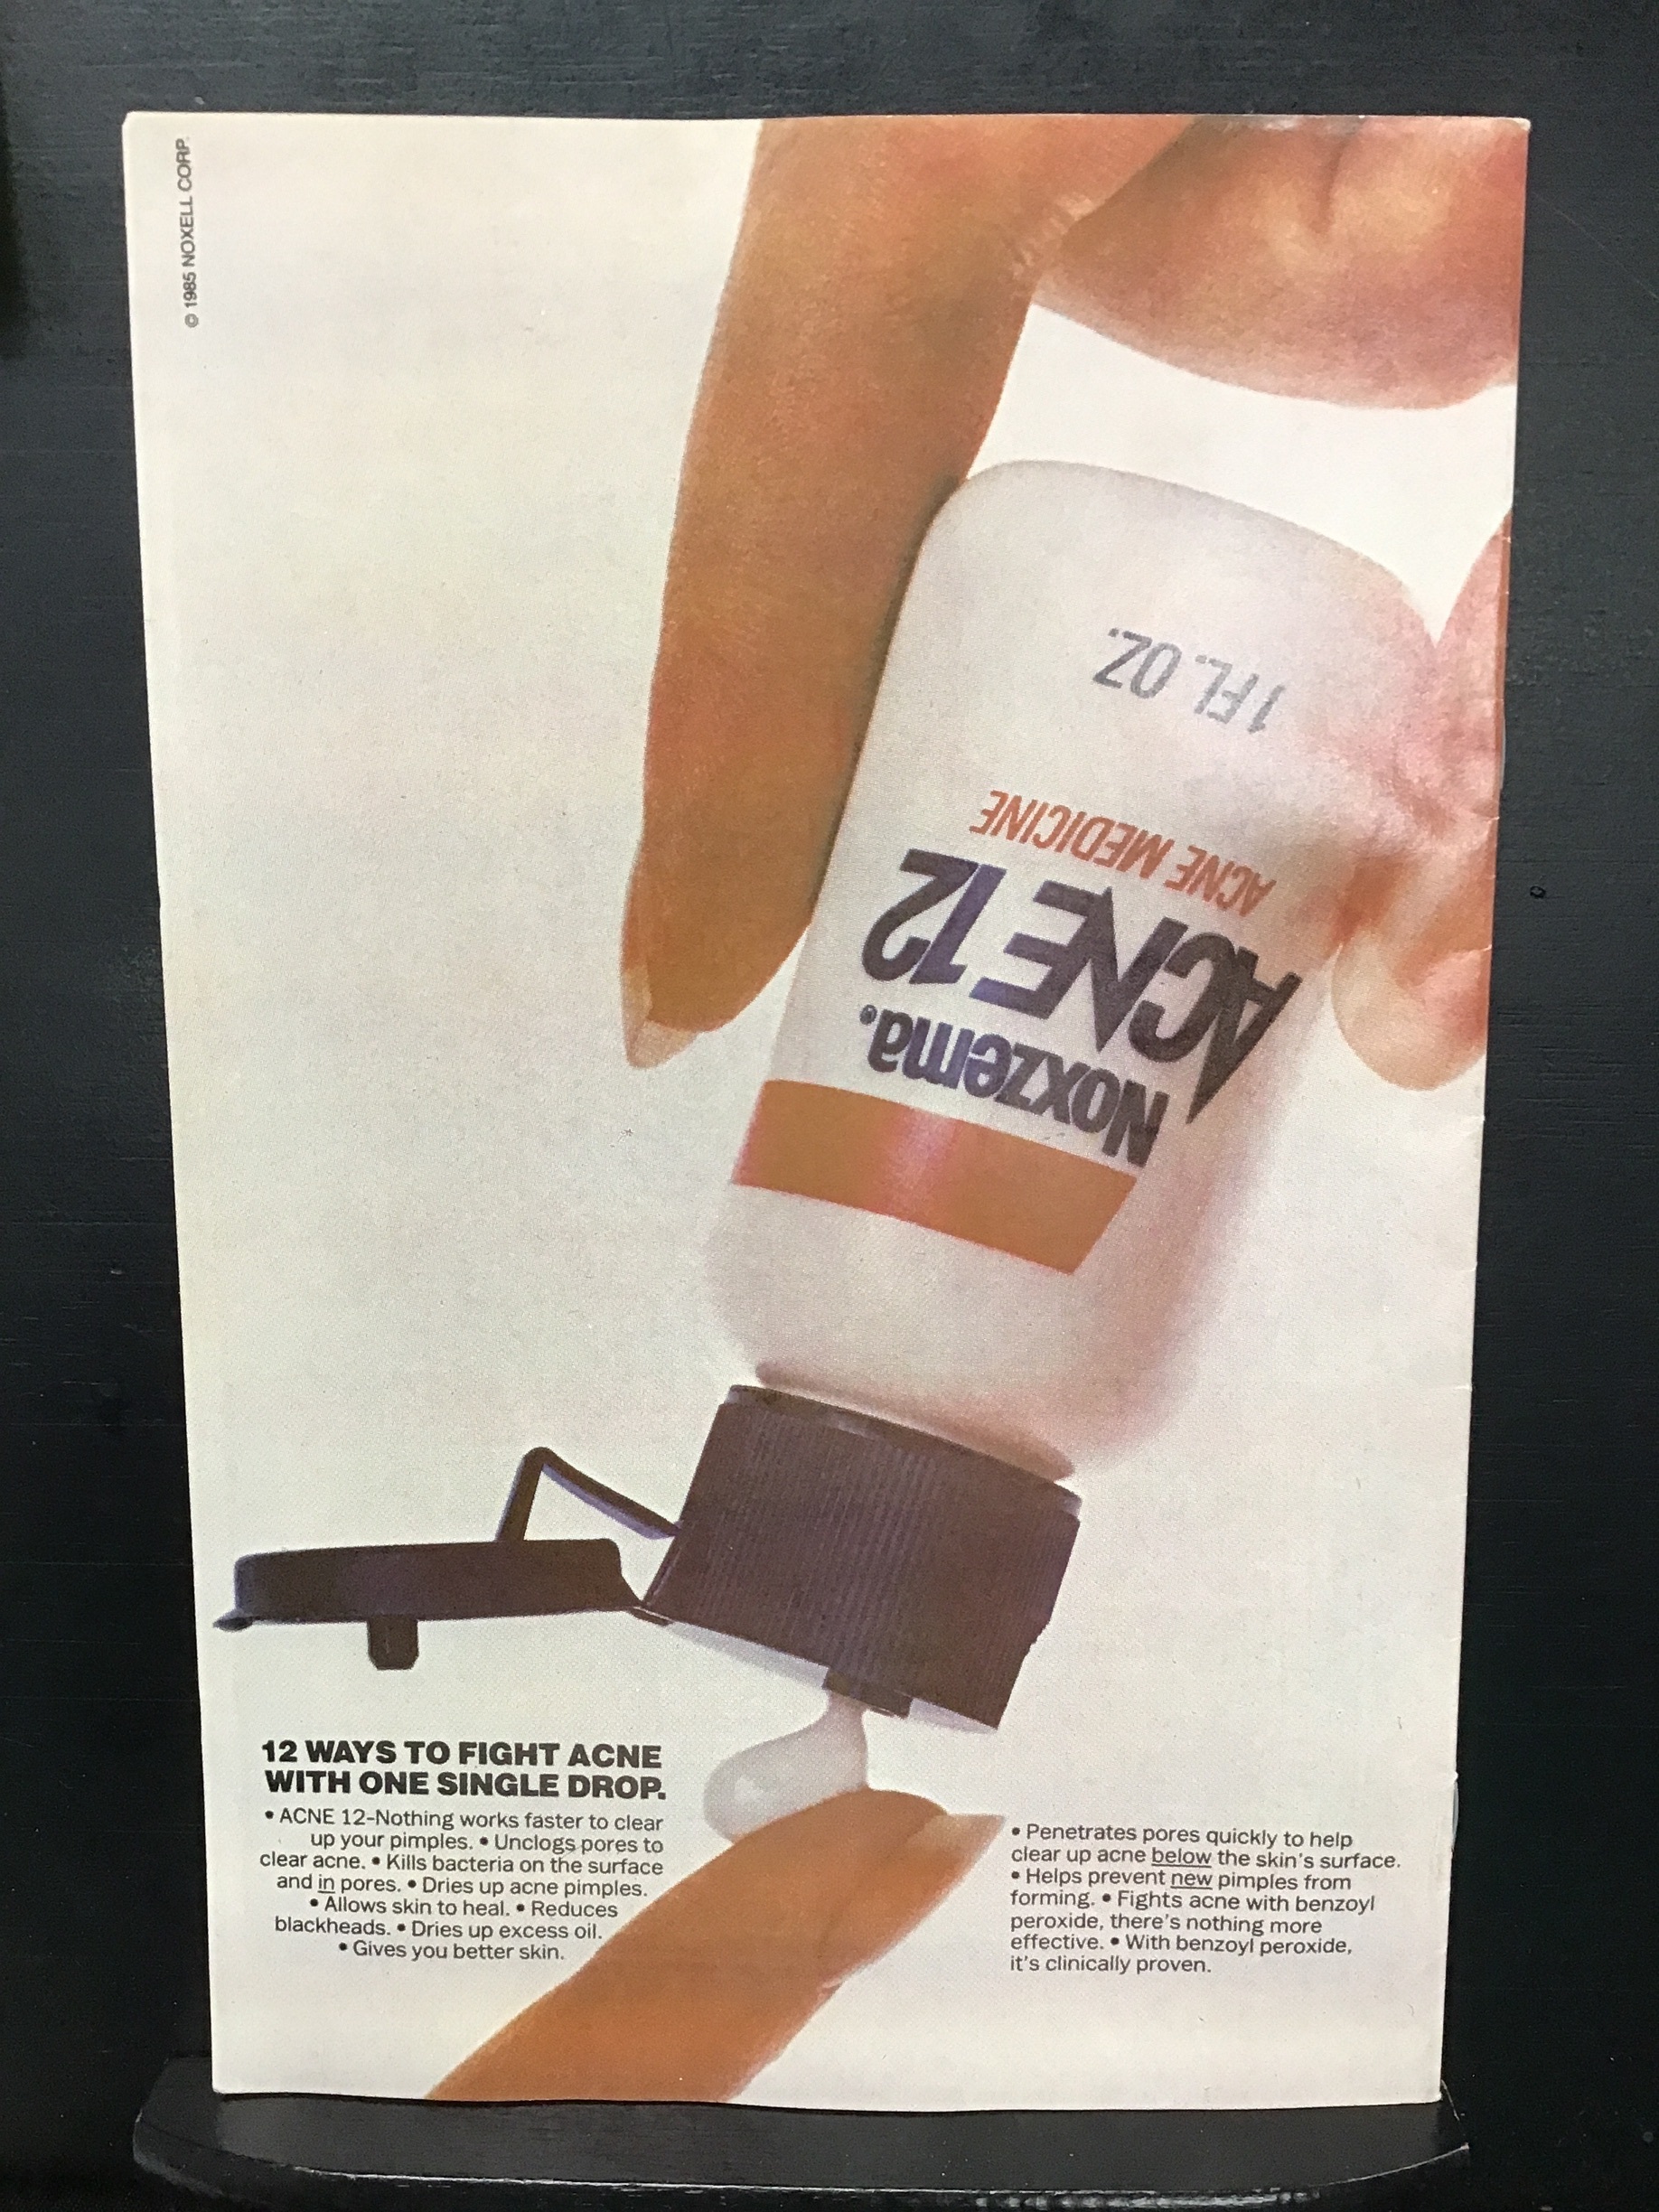 © 1985 NOXELL CORP.
1 FL. OZ.
ACNE MEDICINE
ACNE 12
Noxzema®
12 WAYS TO FIGHT ACNE
WITH ONE SINGLE DROP.
• ACNE 12–Nothing works faster to clear
up your pimples. • Unclogs pores to
clear acne. • Kills bacteria on the surface
and in pores. • Dries up acne pimples.
• Allows skin to heal. • Reduces
blackheads. • Dries up excess oil.
• Gives you better skin.
• Penetrates pores quickly to help
clear up acne below the skin's surface.
• Helps prevent new pimples from
forming. • Fights acne with benzoyl
peroxide, there's nothing more
effective. • With benzoyl peroxide,
it's clinically proven.